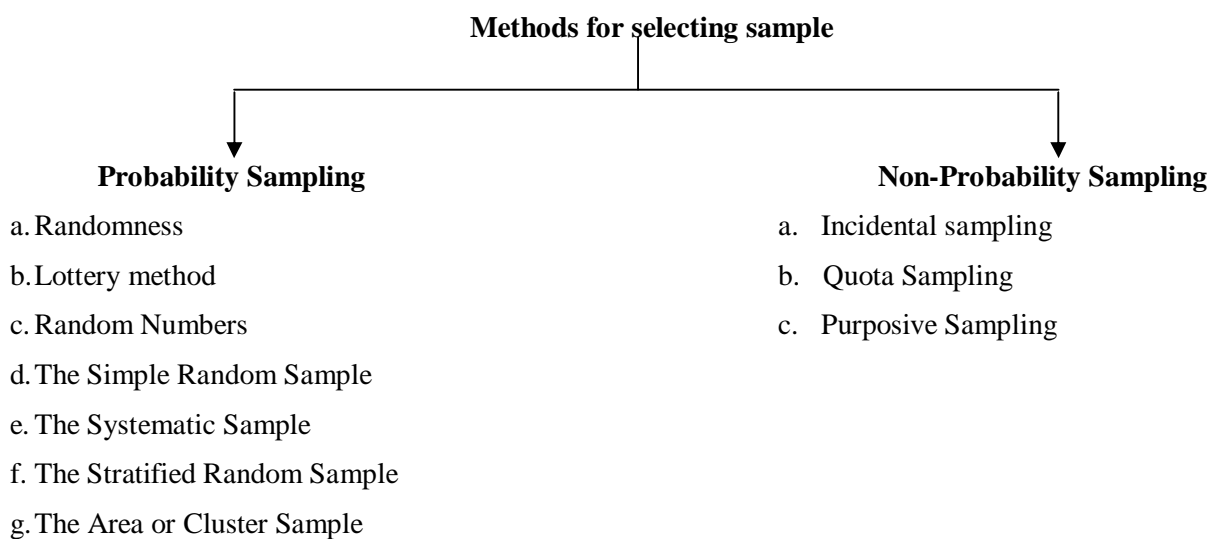 Methods for selecting sample
Probability Sampling
a. Randomness
b. Lottery method
c. Random Numbers
d. The Simple Random Sample
e. The Systematic Sample
f. The Stratified Random Sample
g. The Area or Cluster Sample
Non-Probability Sampling
a. Incidental sampling
b. Quota Sampling
c. Purposive Sampling